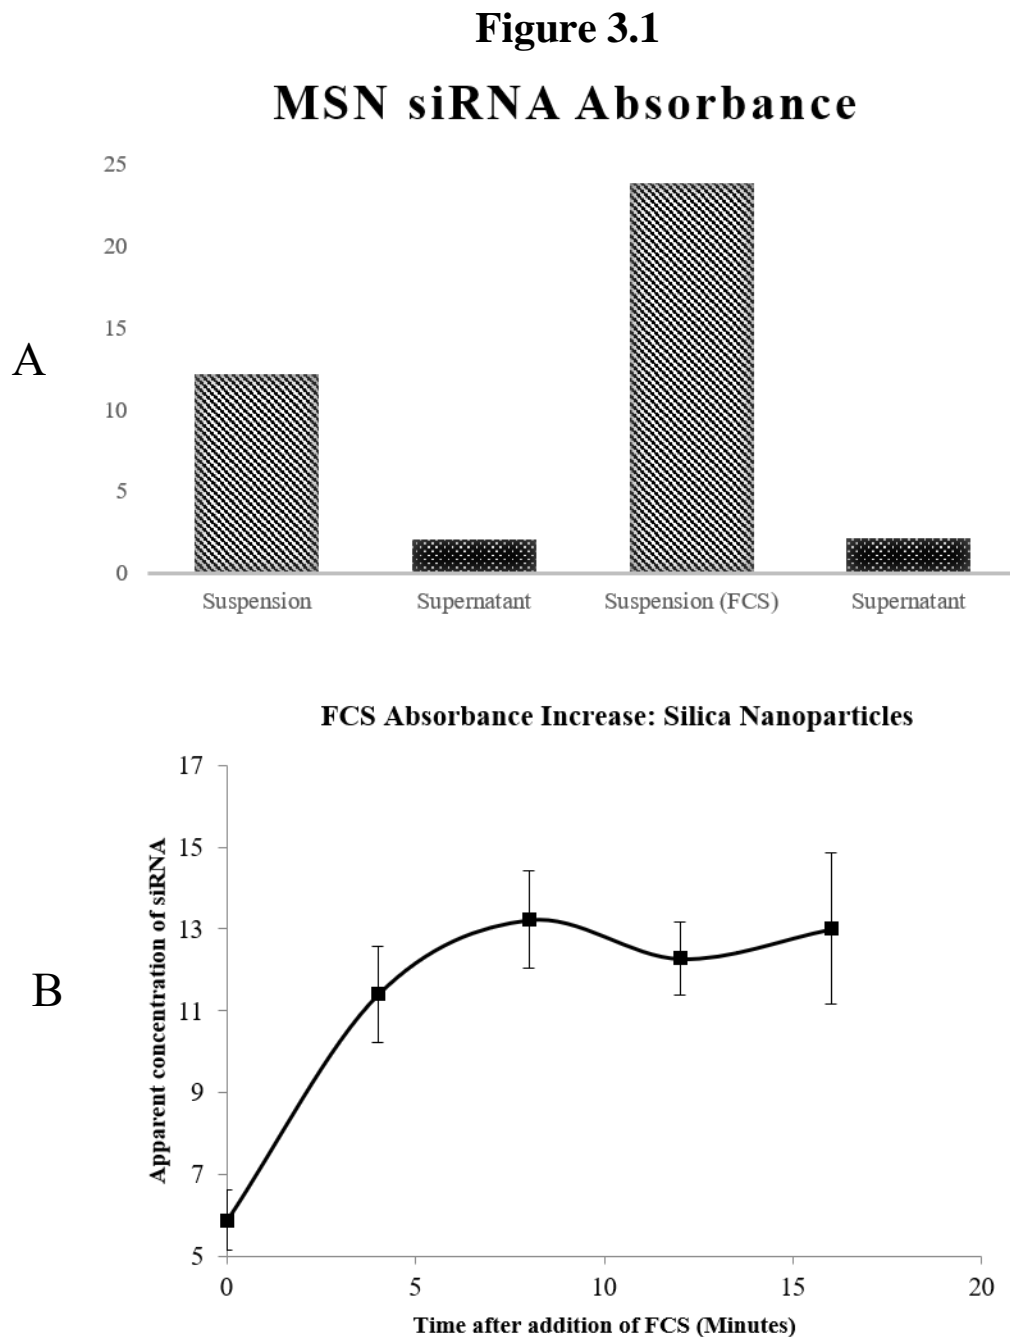 Figure 3.1
MSN siRNA Absorbance
25
20
15
10
5
0
A
Suspension Supernatant Suspension (FCS) Supernatant
FCS Absorbance Increase: Silica Nanoparticles
17
15
13
11
9
7
5
Apparent concentration of siRNA
B
0 5 10 15 20
Time after addition of FCS (Minutes)